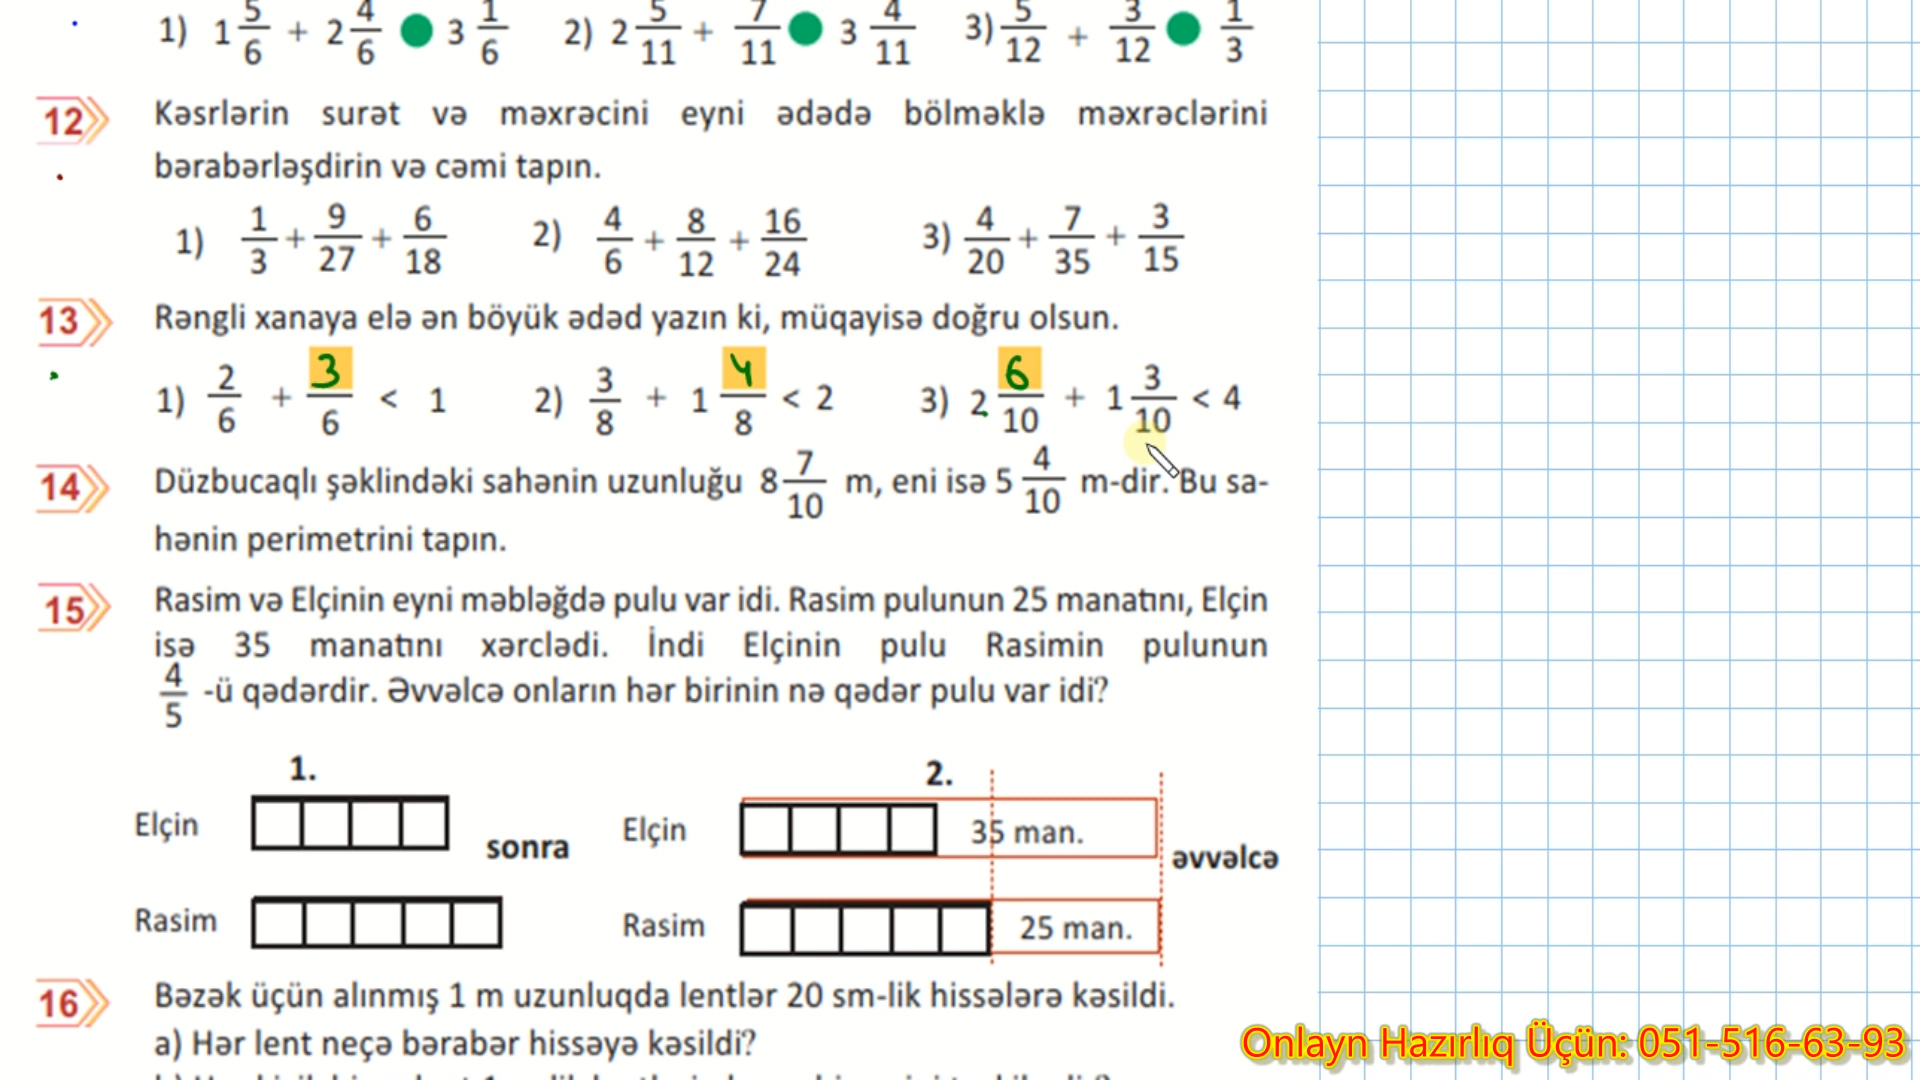 1) 1 5/6 + 2 4/6 3 1/6 2) 2 5/11 + 7/11 3 4/11 3) 5/12 + 3/12 1/3
12 Kəsrlərin surət və məxrəcini eyni ədədə bölməklə məxrəclərini
bərabərləşdirin və cəmi tapın.
1) 1/3 + 9/27 + 6/18 2) 4/6 + 8/12 + 16/24 3) 4/20 + 7/35 + 3/15
13 Rəngli xanaya elə ən böyük ədəd yazın ki, müqayisə doğru olsun.
1) 2/6 + 3/6 < 1 2) 3/8 + 1 4/8 < 2 3) 2 6/10 + 1 3/10 < 4
14 Düzbucaqlı şəklindəki sahənin uzunluğu 8 7/10 m, eni isə 5 4/10 m-dir. Bu sa-
hənin perimetrini tapın.
15 Rasim və Elçinin eyni məbləğdə pulu var idi. Rasim pulunun 25 manatını, Elçin
isə 35 manatını xərclədi. İndi Elçinin pulu Rasimin pulunun
4/5 -ü qədərdir. Əvvəlcə onların hər birinin nə qədər pulu var idi?
1. 2.
Elçin sonra Elçin 35 man. əvvəlcə
Rasim Rasim 25 man.
16 Bəzək üçün alınmış 1 m uzunluqda lentlər 20 sm-lik hissələrə kəsildi.
a) Hər lent neçə bərabər hissəyə kəsildi?
Onlayn Hazırlıq Üçün: 051-516-63-93